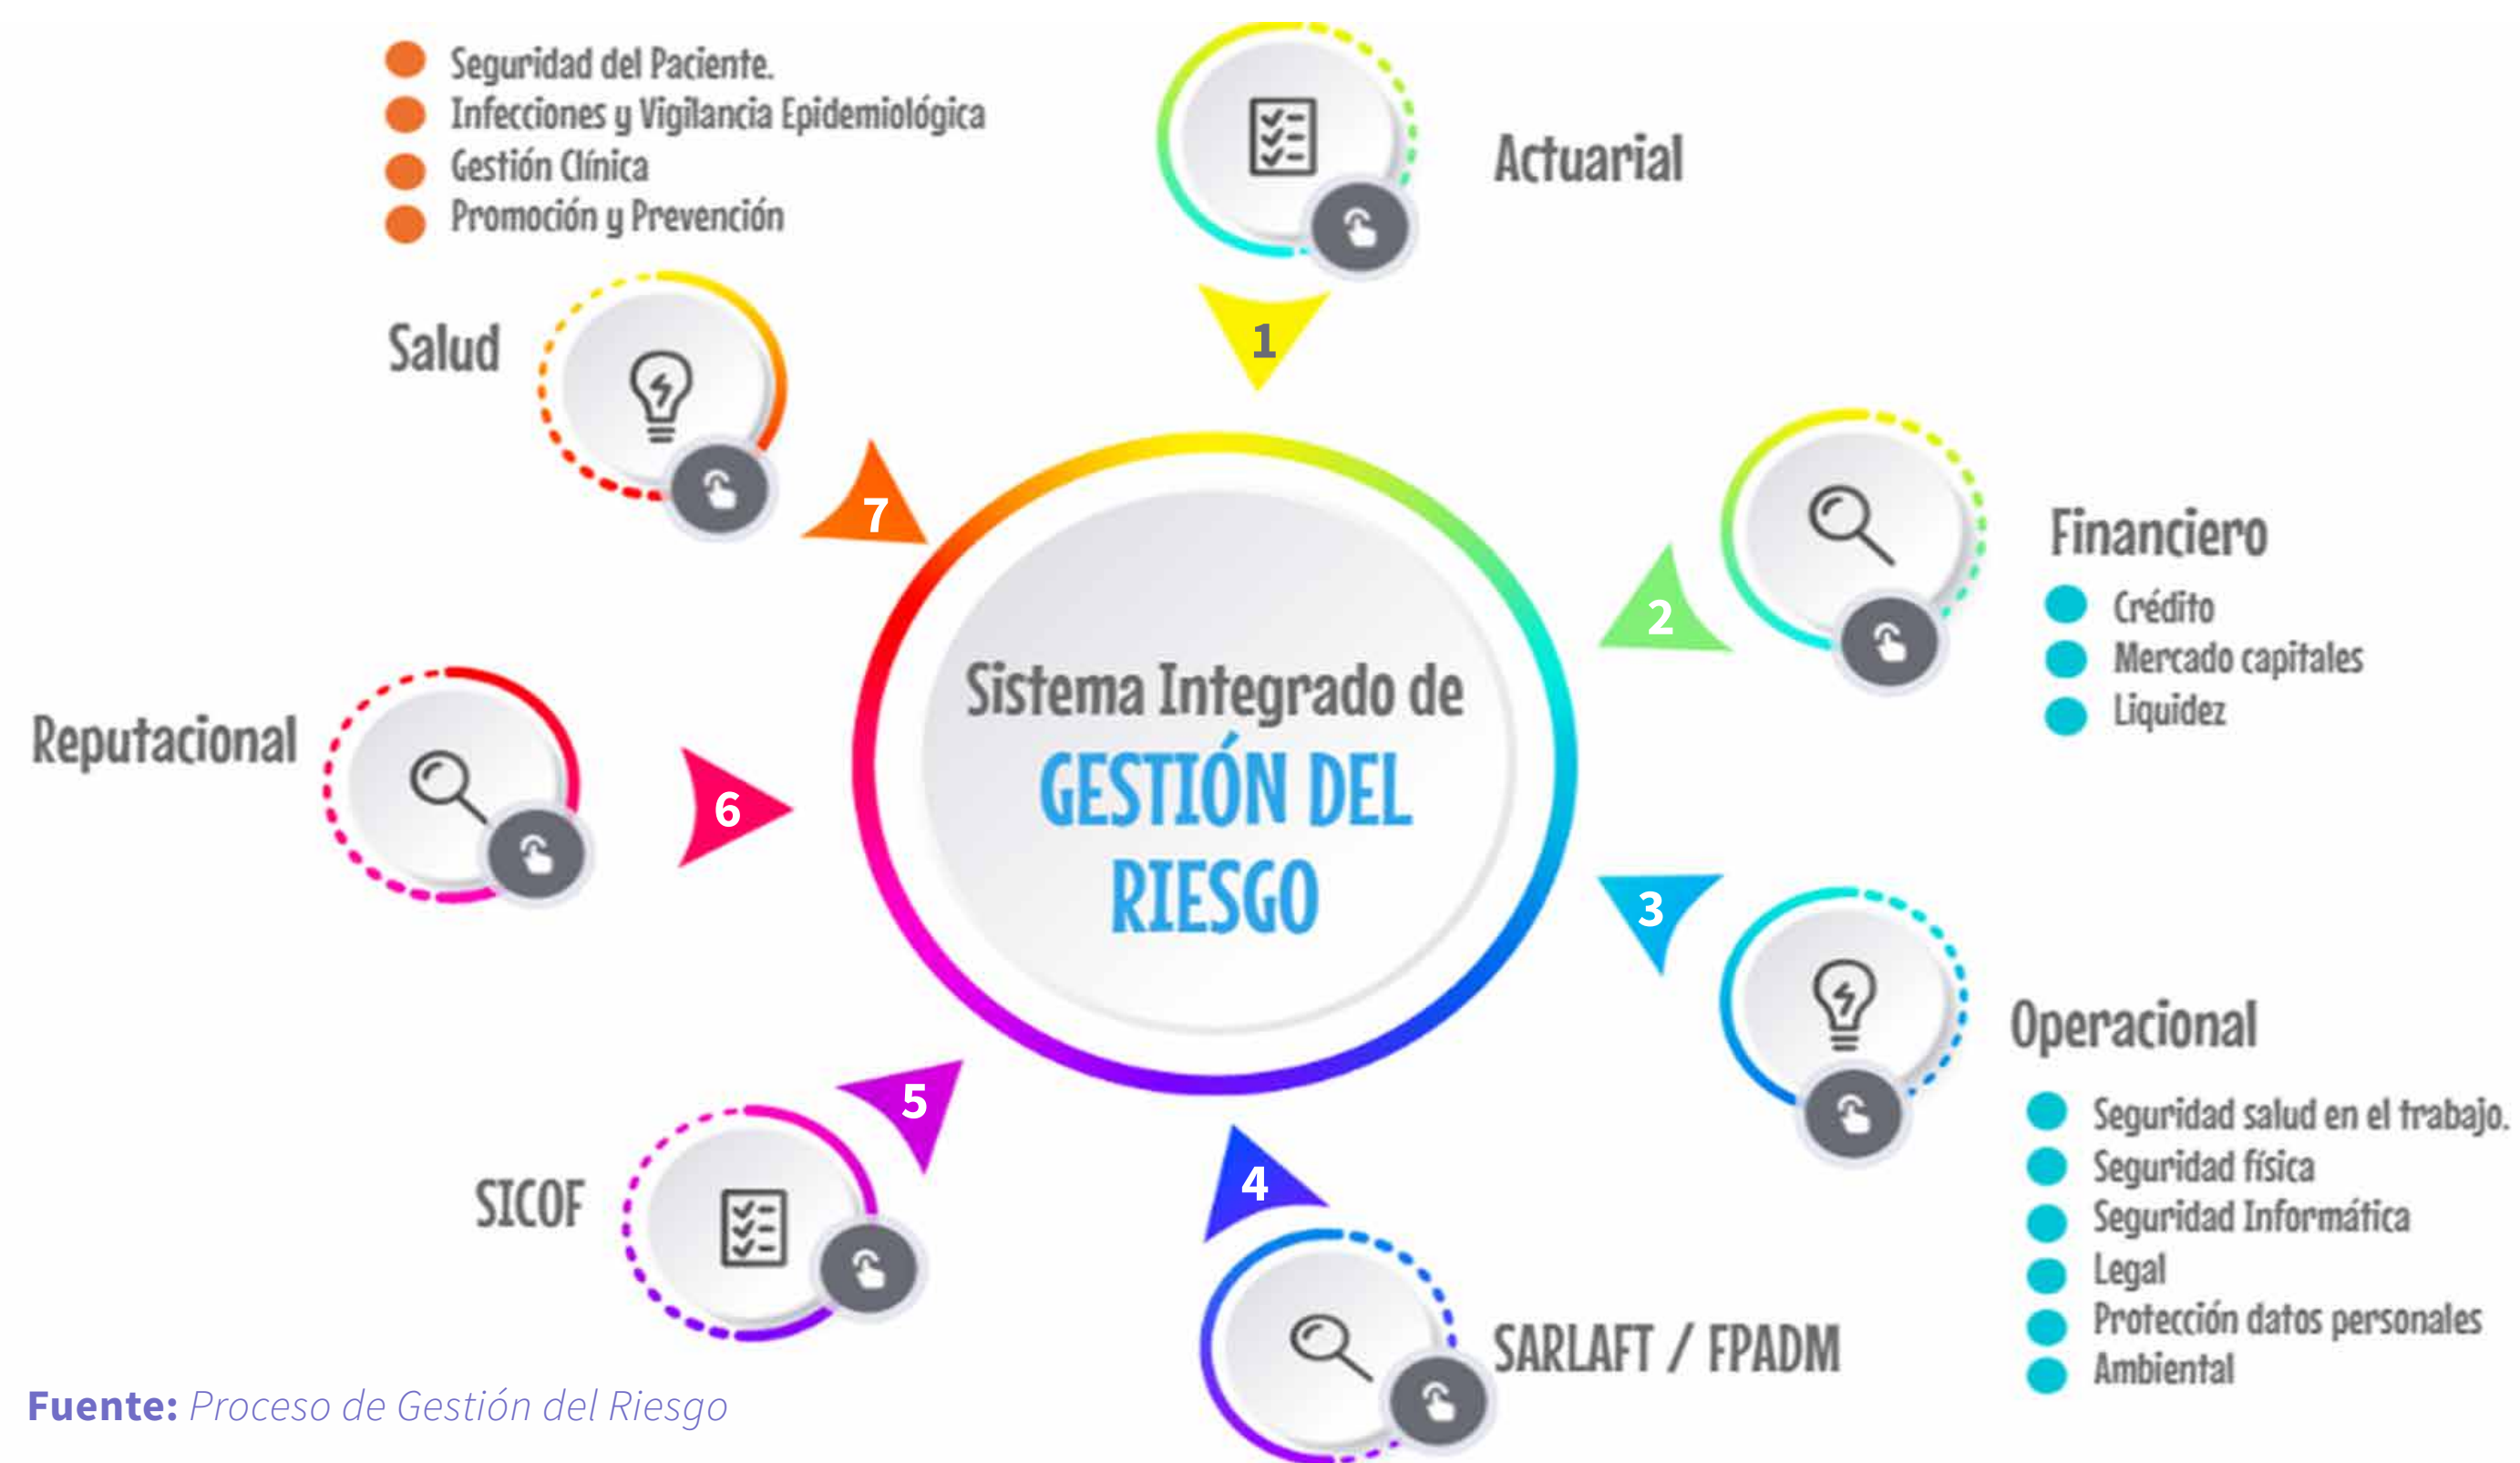 Seguridad del Paciente.
Infecciones y Vigilancia Epidemiológica
Gestión Clínica
Promoción y Prevención
Actuarial
1
Salud
7
Financiero
Crédito
Mercado capitales
Liquidez
2
Sistema Integrado de
GESTIÓN DEL
RIESGO
Reputacional
6
3
Operacional
Seguridad salud en el trabajo.
Seguridad física
Seguridad Informática
Legal
Protección datos personales
Ambiental
5
SICOF
4
SARLAFT / FPADM
Fuente: Proceso de Gestión del Riesgo